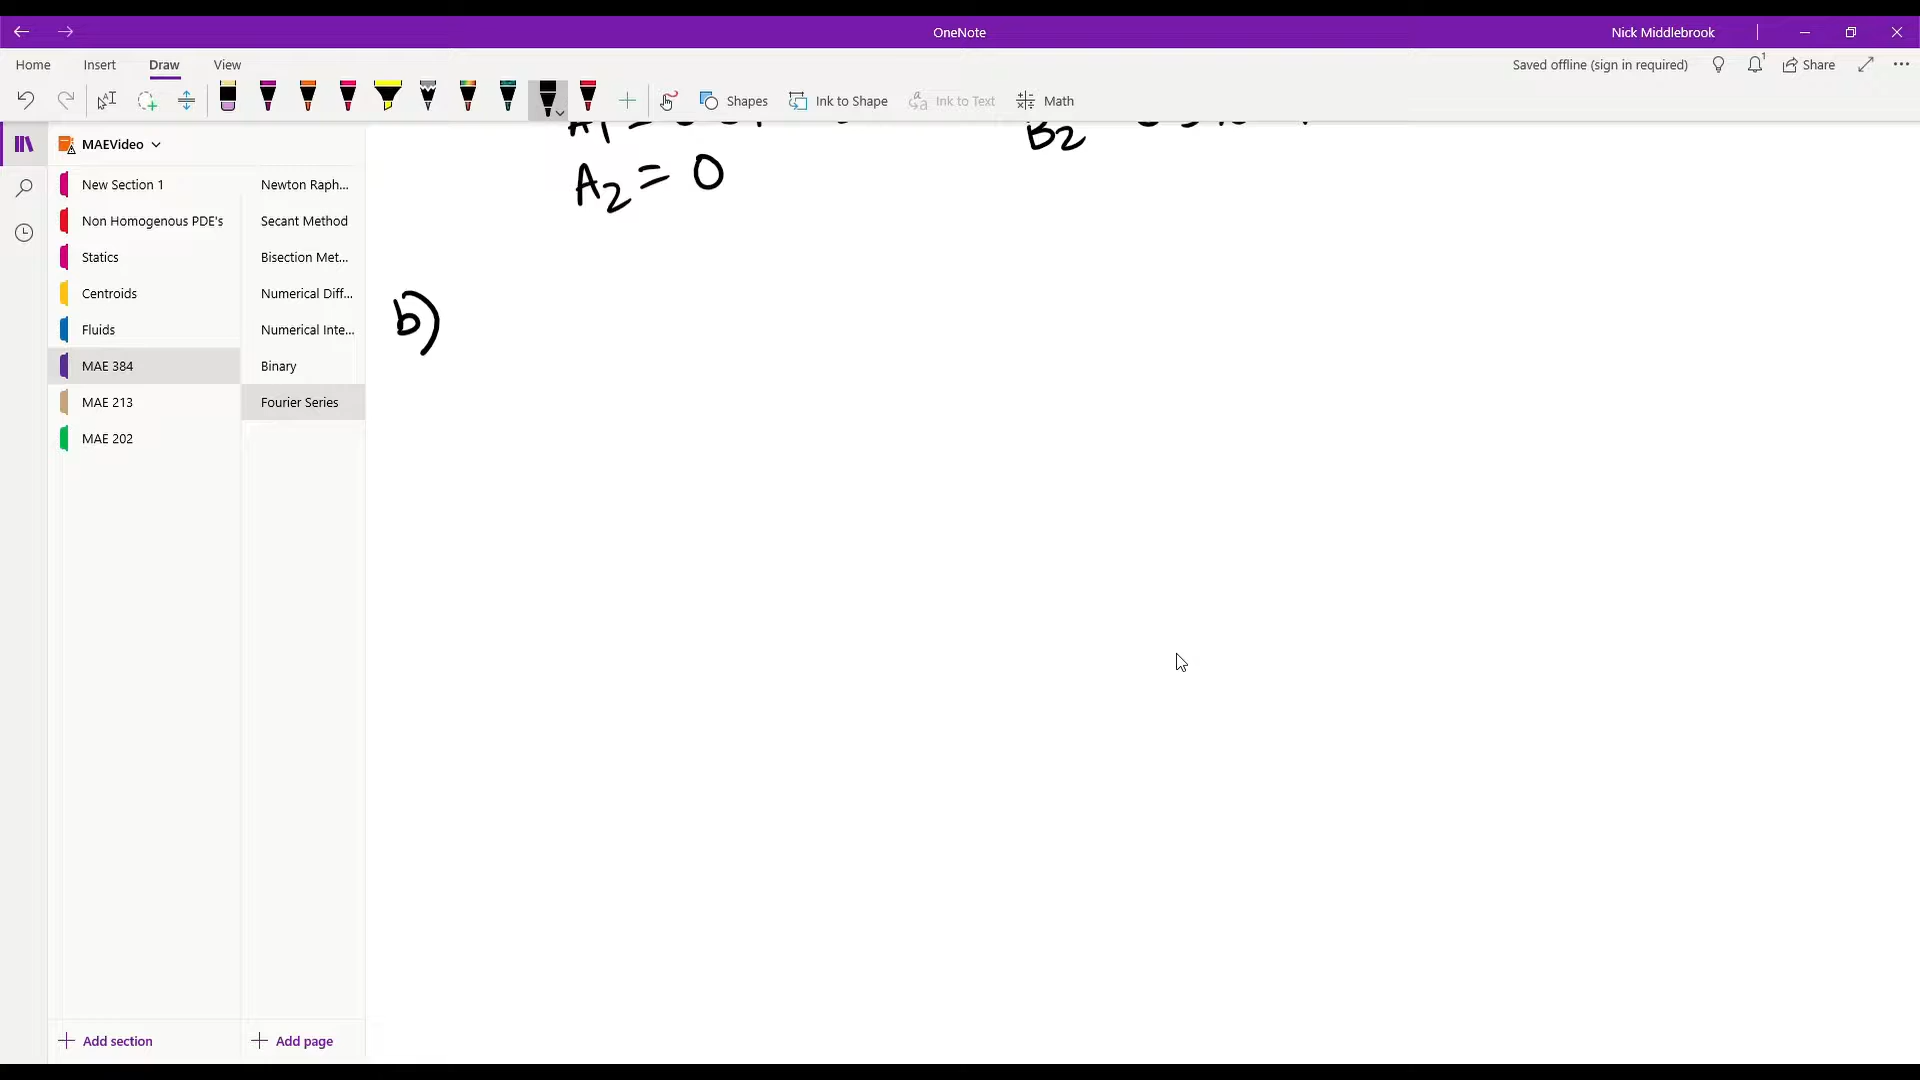 OneNote
Nick Middlebrook
Home Insert Draw View
Saved offline (sign in required)
Share
Shapes
Ink to Shape
Ink to Text
Math
MAEVideo
New Section 1
Non Homogenous PDE's
Statics
Centroids
Fluids
MAE 384
MAE 213
MAE 202
Newton Raph...
Secant Method
Bisection Met...
Numerical Diff...
Numerical Inte...
Binary
Fourier Series
B2
A2 = 0
b)
Add section
Add page